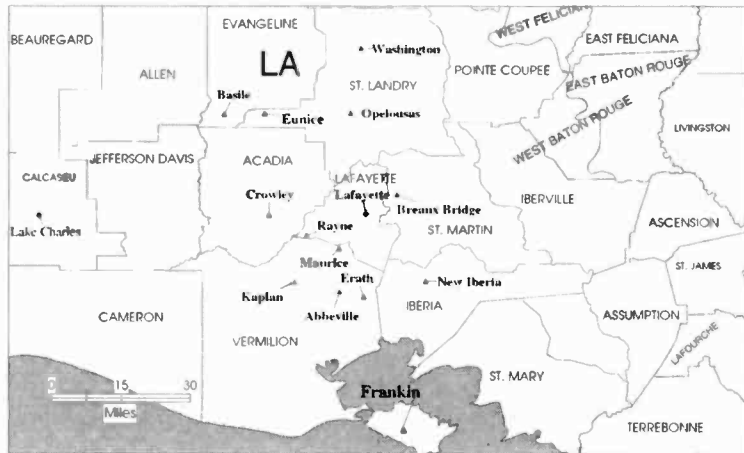 EVANGELINE
WEST FELICIANA
EAST FELICIANA
BEAUREGARD
Washington
LA
ALLEN
POINTE COUPEE
EAST BATON ROUGE
ST. LANDRY
Basile
Eunice
Opelousas
WEST BATON ROUGE
LIVINGSTON
JEFFERSON DAVIS
ACADIA
LAFAYETTE
CALCASEU
Crowley
Lafayette
IBERVILLE
Breaux Bridge
ASCENSION
Lake Charles
Rayne
ST. MARTIN
Maurice
ST. JAMES
Erath
New Iberia
Kaplan
IBERIA
CAMERON
Abbeville
ASSUMPTION
VERMILION
LAFOURCHE
0 15 30
Miles
Frankin
ST. MARY
TERREBONNE